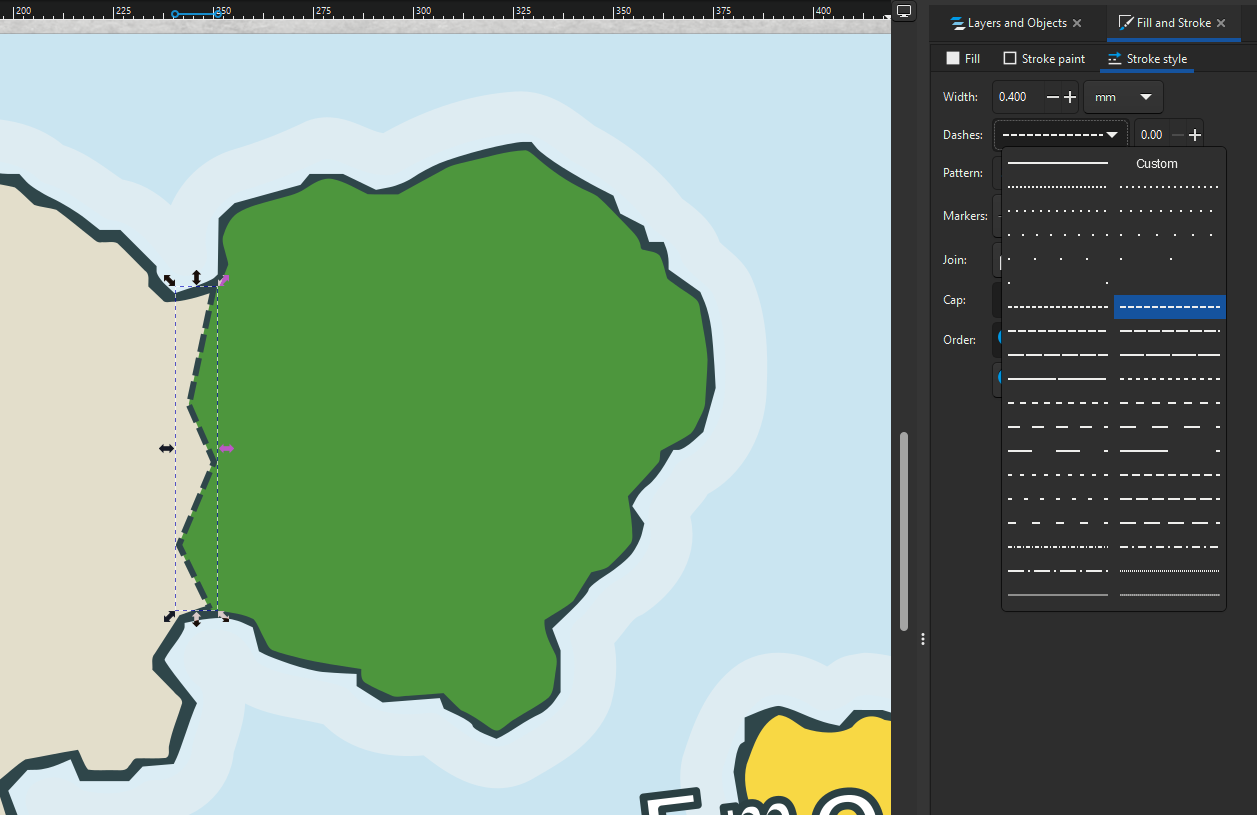 200 225 250 275 300 325 350 375 400
Layers and Objects Fill and Stroke
Fill Stroke paint Stroke style
Width: 0.400 mm
Dashes: 0.00
Custom
Pattern:
Markers:
Join:
Cap:
Order: